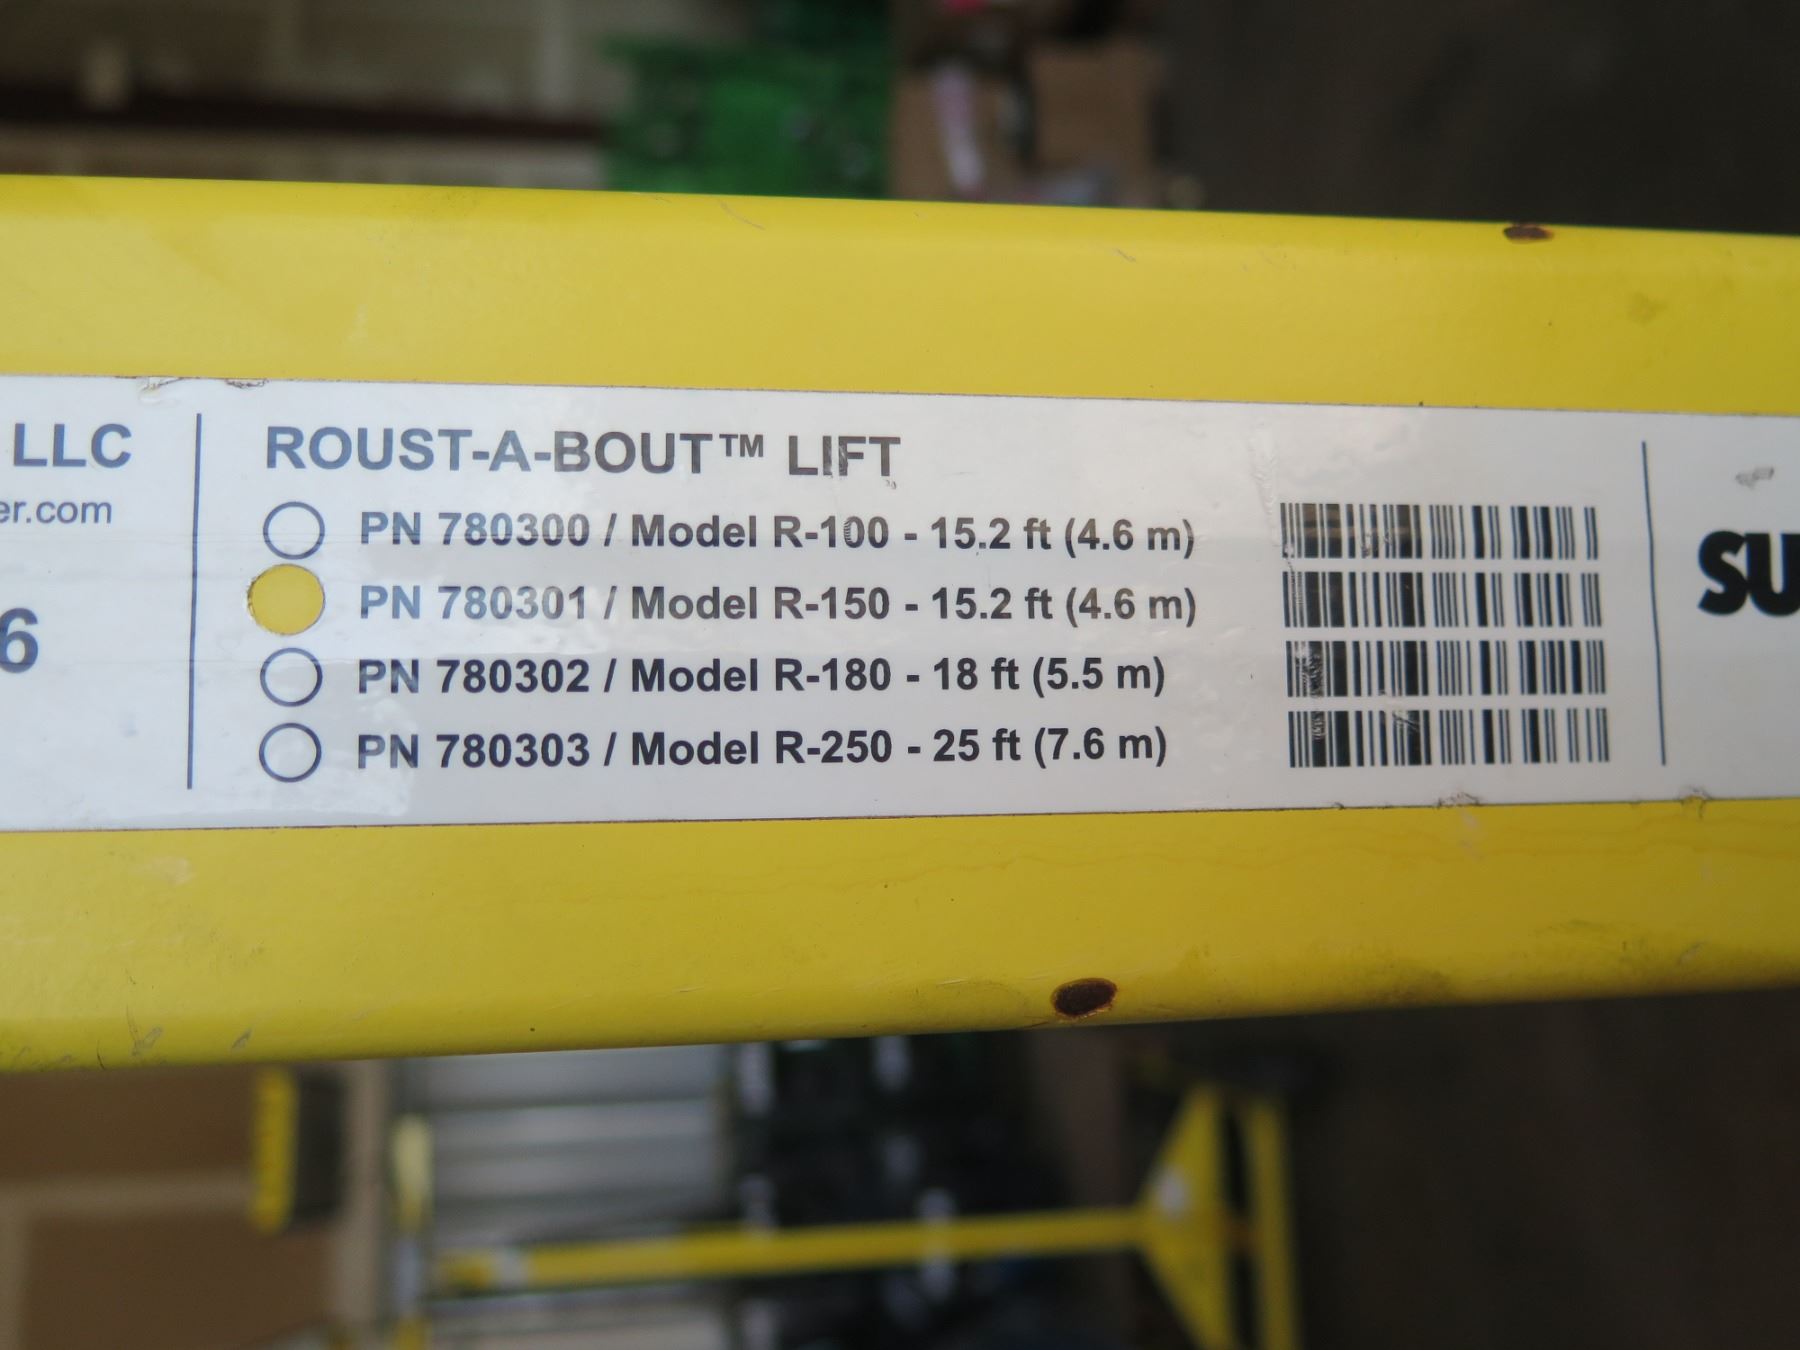 LLC
er.com
6
ROUST-A-BOUT™ LIFT
PN 780300 / Model R-100 - 15.2 ft (4.6 m)
PN 780301 / Model R-150 - 15.2 ft (4.6 m)
PN 780302 / Model R-180 - 18 ft (5.5 m)
PN 780303 / Model R-250 - 25 ft (7.6 m)
SU